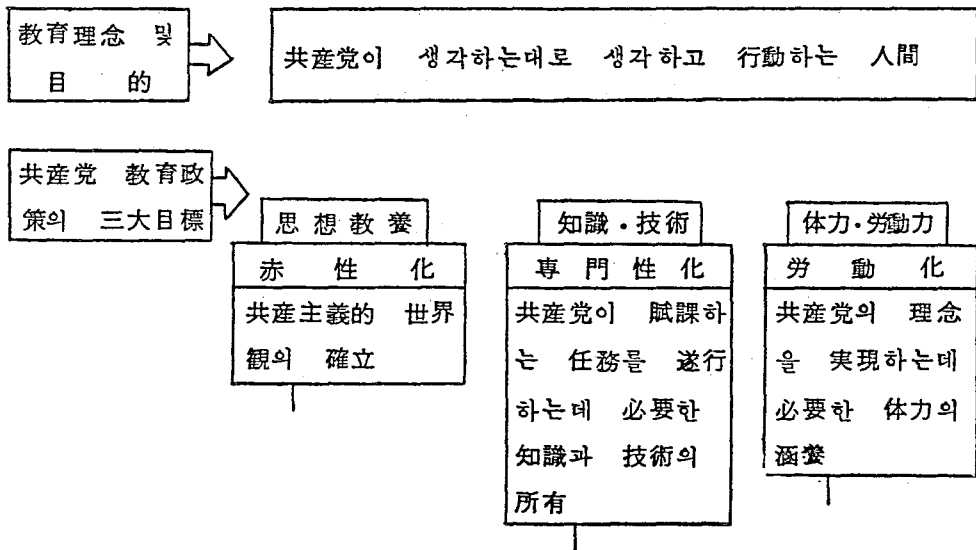 教育理念 및
目 的
共産党이 생각하는대로 생각하고 行動하는 人間
共産党 教育政
策의 三大目標
思想教養
赤性化
共産主義的 世界
観의 確立
知識・技術
専門性化
共産党이 賦課하
는 任務를 遂行
하는데 必要한
知識과 技術의
所有
体力・労動力
労動化
共産党의 理念
을 実現하는데
必要한 体力의
涵養